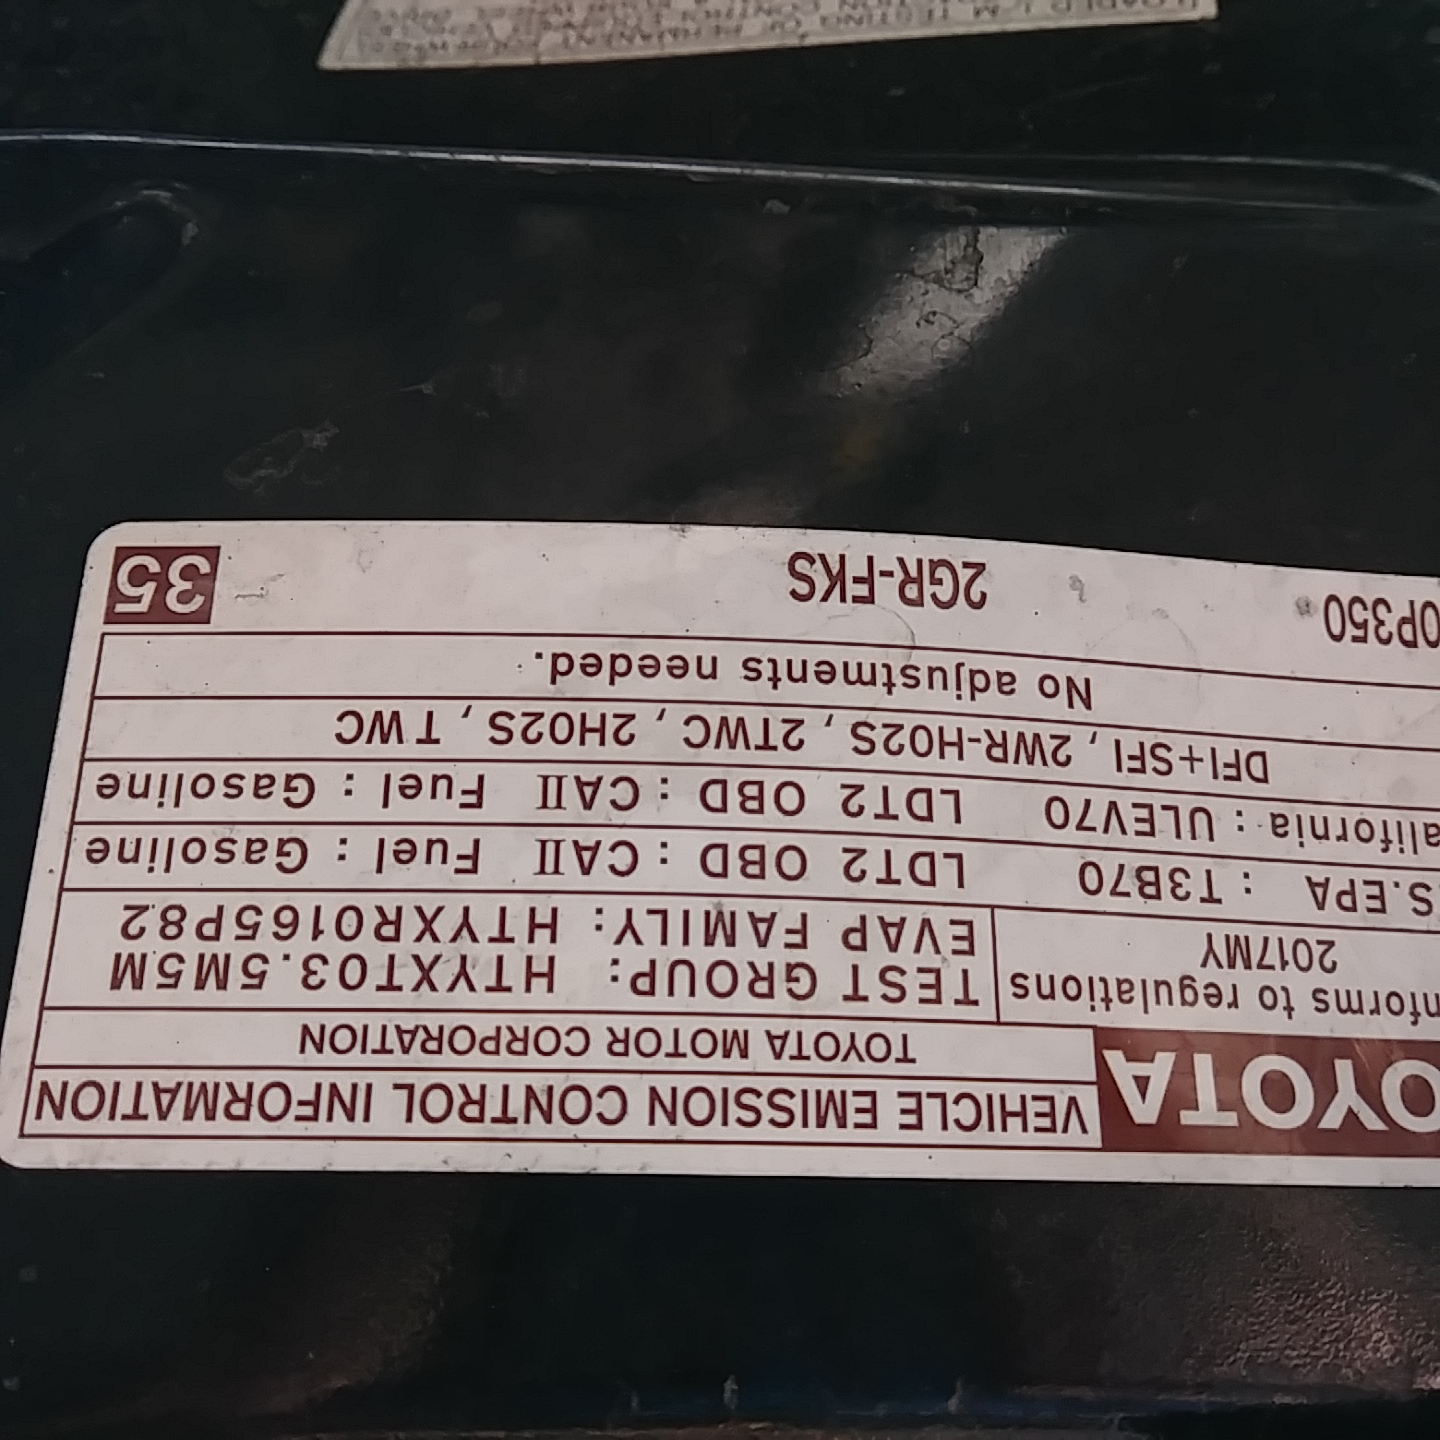 OYOTA
VEHICLE EMISSION CONTROL INFORMATION
TOYOTA MOTOR CORPORATION
nforms to regulations
2017MY
TEST GROUP: HTYXT03.5M5M
EVAP FAMILY: HTYXR0165P82
S.EPA : T3B70 LDT2 OBD : CAII Fuel : Gasoline
alifornia : ULEV70 LDT2 OBD : CAII Fuel : Gasoline
DFI+SFI, 2WR-HO2S, 2TWC, 2HO2S, TWC
No adjustments needed.
0P350 2GR-FKS 35